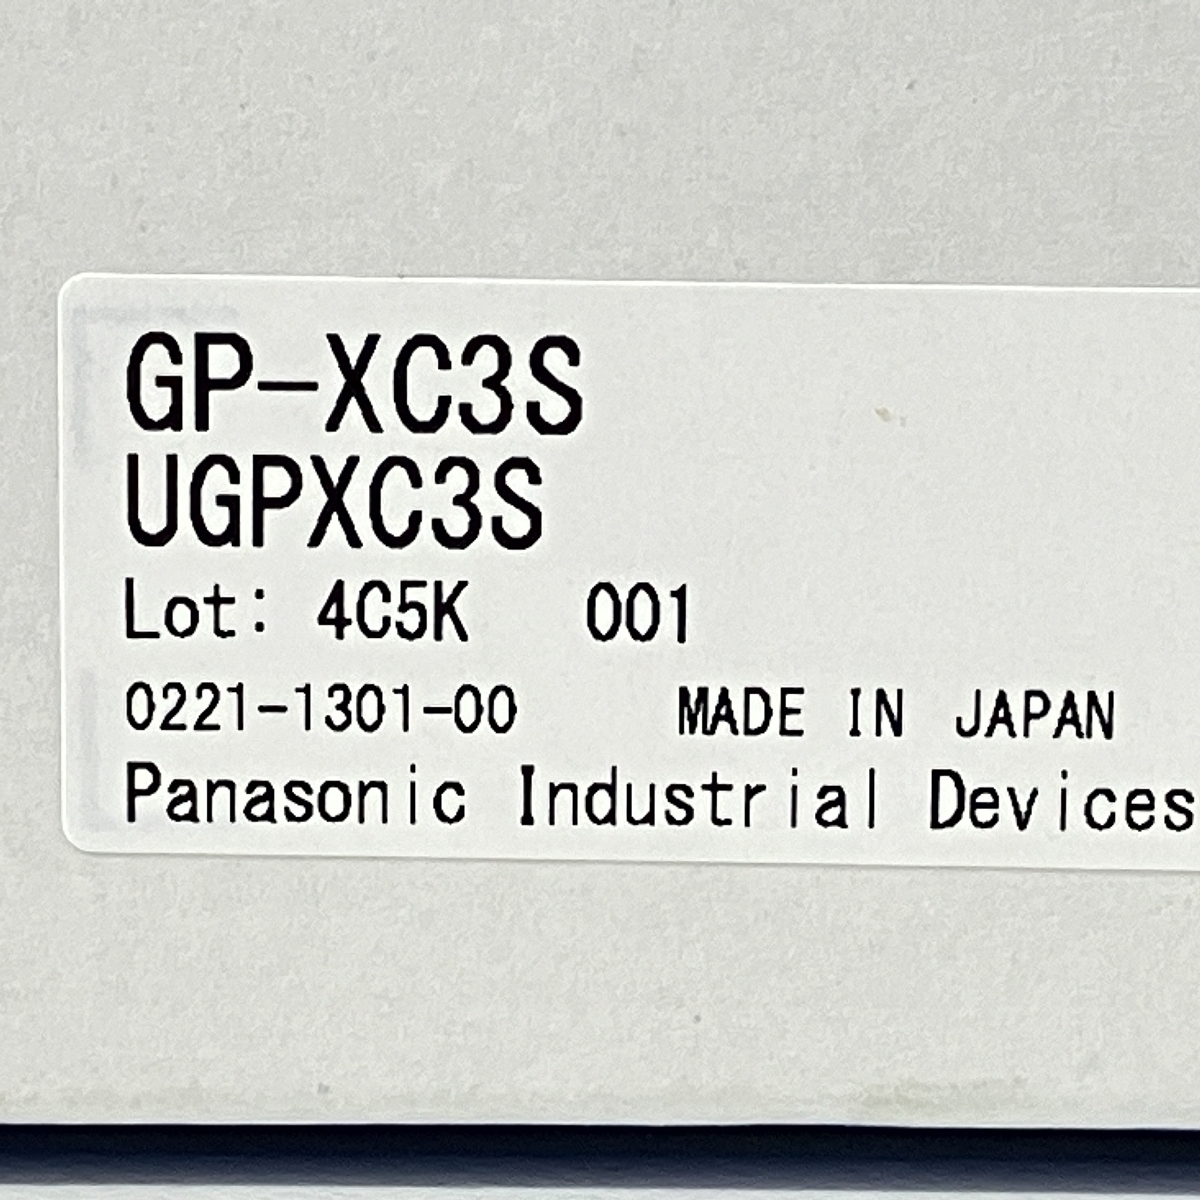 GP-XC3S
UGPXC3S
Lot: 4C5K 001
0221-1301-00 MADE IN JAPAN
Panasonic Industrial Devices